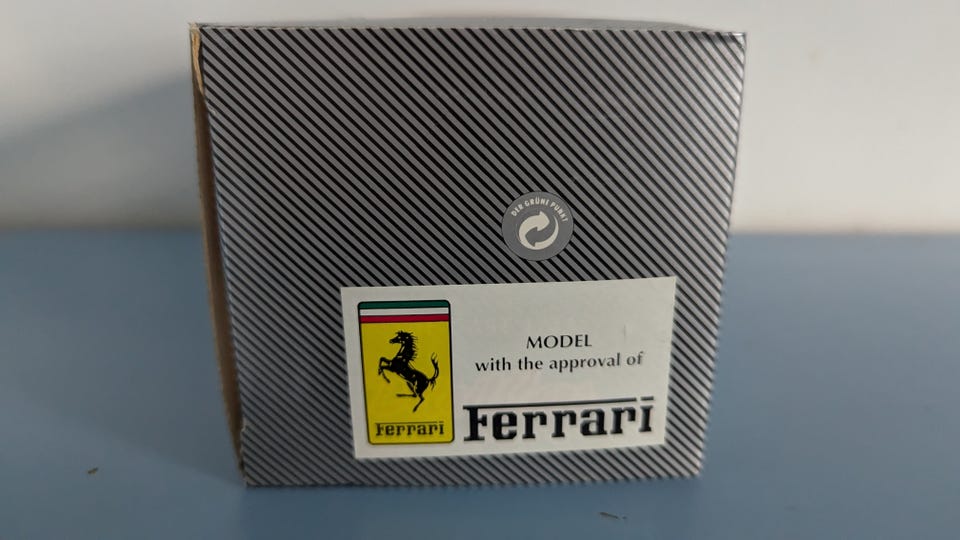 DER GRÜNE PUNKT
MODEL
with the approval of
Ferrari
Ferrari